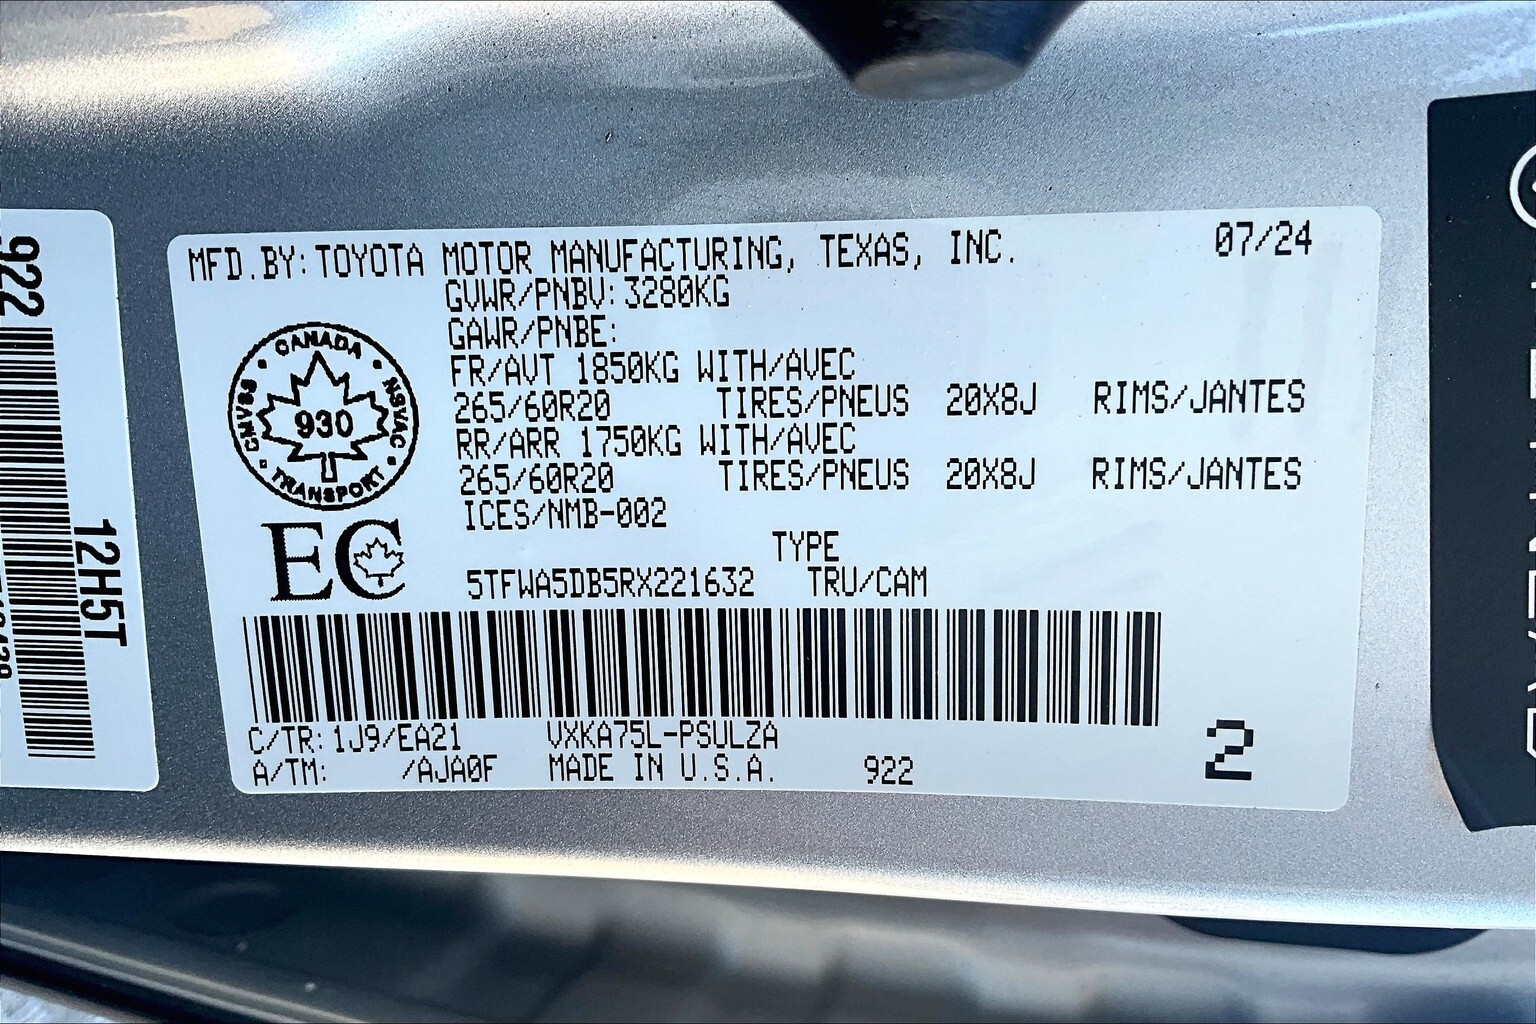 MFD.BY: TOYOTA MOTOR MANUFACTURING, TEXAS, INC. 07/24
GVWR/PNBV: 3280KG
GAWR/PNBE:
FR/AVT 1850KG WITH/AVEC
265/60R20 TIRES/PNEUS 20X8J RIMS/JANTES
RR/ARR 1750KG WITH/AVEC
265/60R20 TIRES/PNEUS 20X8J RIMS/JANTES
ICES/NMB-002
TYPE
5TFWA5DB5RX221632 TRU/CAM
CANADA
CMVSS
NSVAC
930
TRANSPORT
EC
C/TR: 1J9/EA21 VXKA75L-PSULZA
A/TM: /AJA0F MADE IN U.S.A. 922
2
922
12H5T